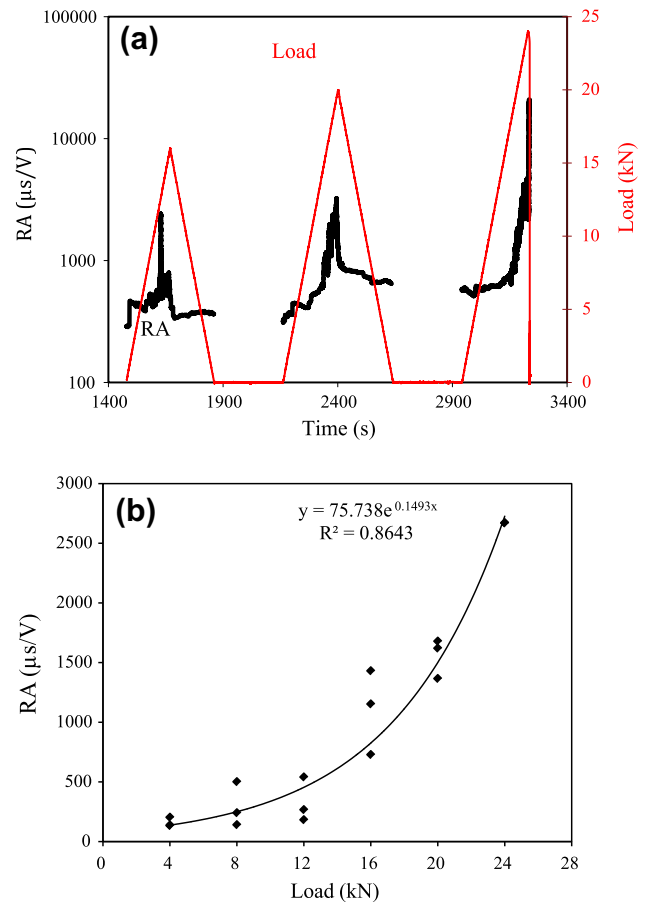 (a)
Load
RA
RA (µs/V)
100000
10000
1000
100
25
20
15
10
5
0
Load (kN)
1400 1900 2400 2900 3400
Time (s)
(b)
y = 75.738e^0.1493x
R² = 0.8643
RA (µs/V)
3000
2500
2000
1500
1000
500
0
0 4 8 12 16 20 24 28
Load (kN)